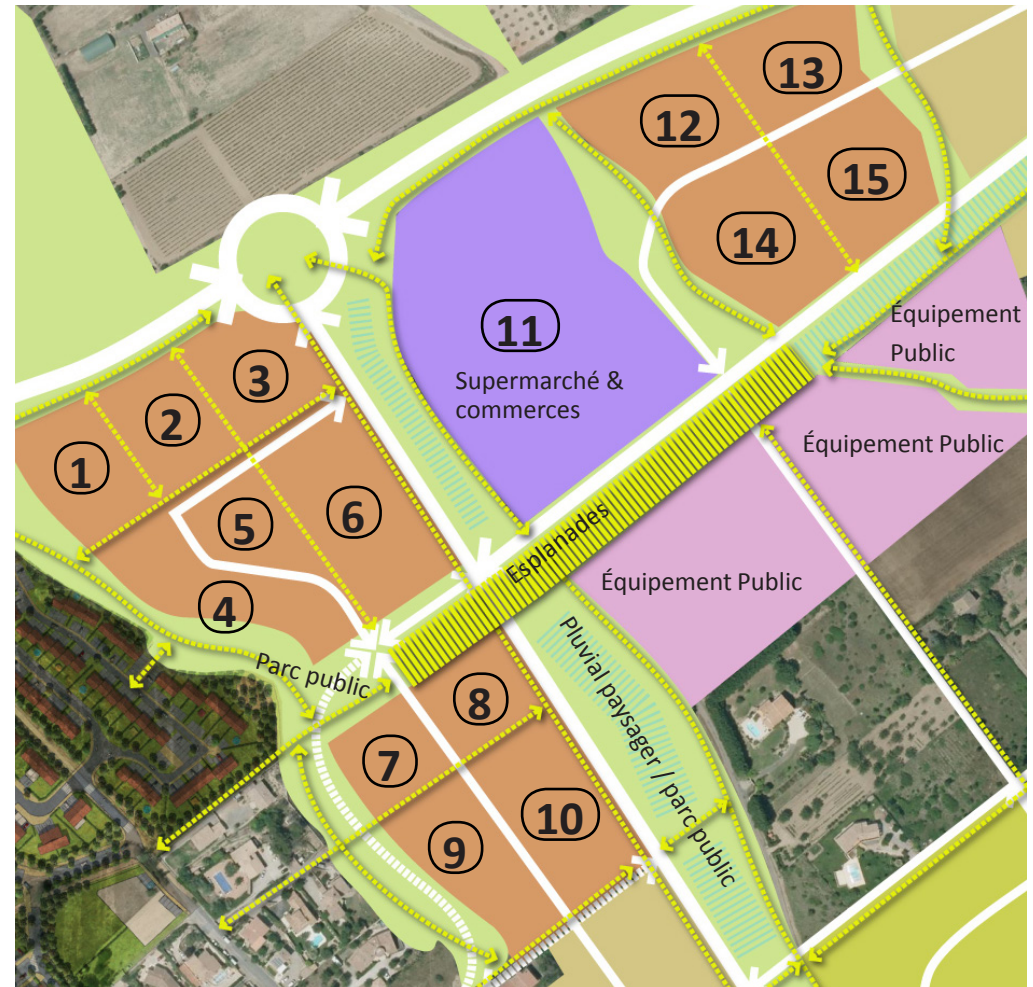 13
12
15
14
11
Supermarché &
commerces
Équipement
Public
3
2
1
Équipement Public
5
6
Esplanades
Équipement Public
4
Parc public
8
7
Pluvial paysager / parc public
10
9